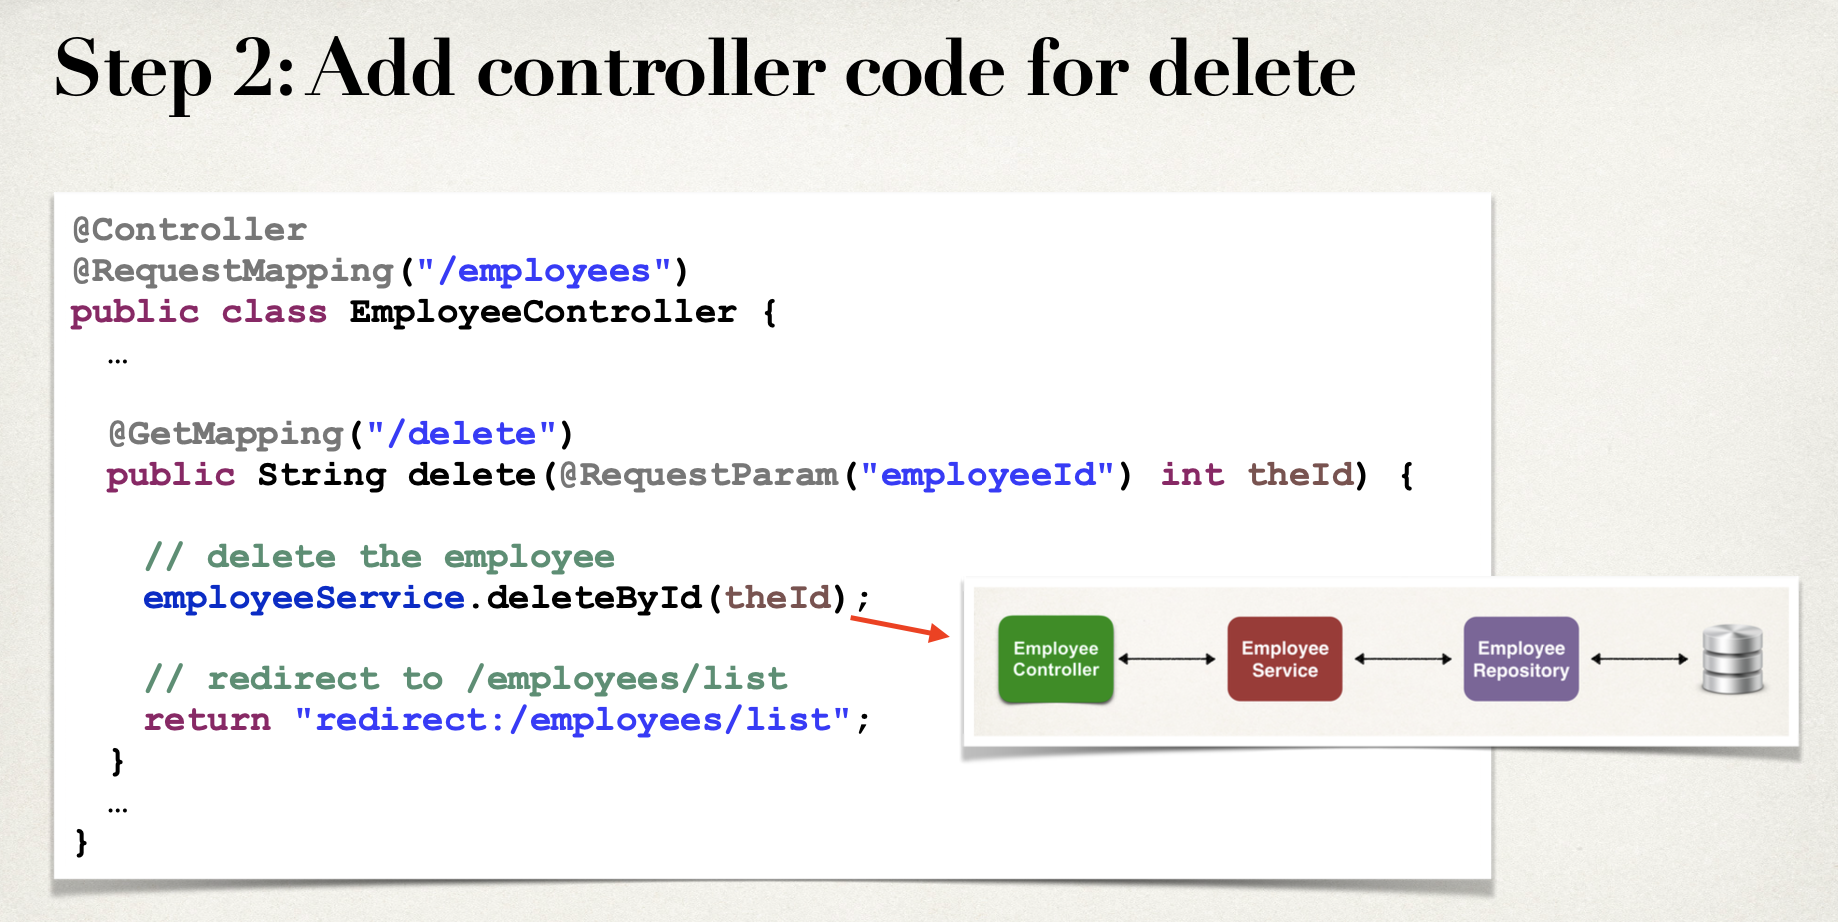 Step 2: Add controller code for delete
@Controller
@RequestMapping("/employees")
public class EmployeeController {
…
@GetMapping("/delete")
public String delete(@RequestParam("employeeId") int theId) {
// delete the employee
employeeService.deleteById(theId);
// redirect to /employees/list
return "redirect:/employees/list";
}
…
}
Employee
Controller
Employee
Service
Employee
Repository